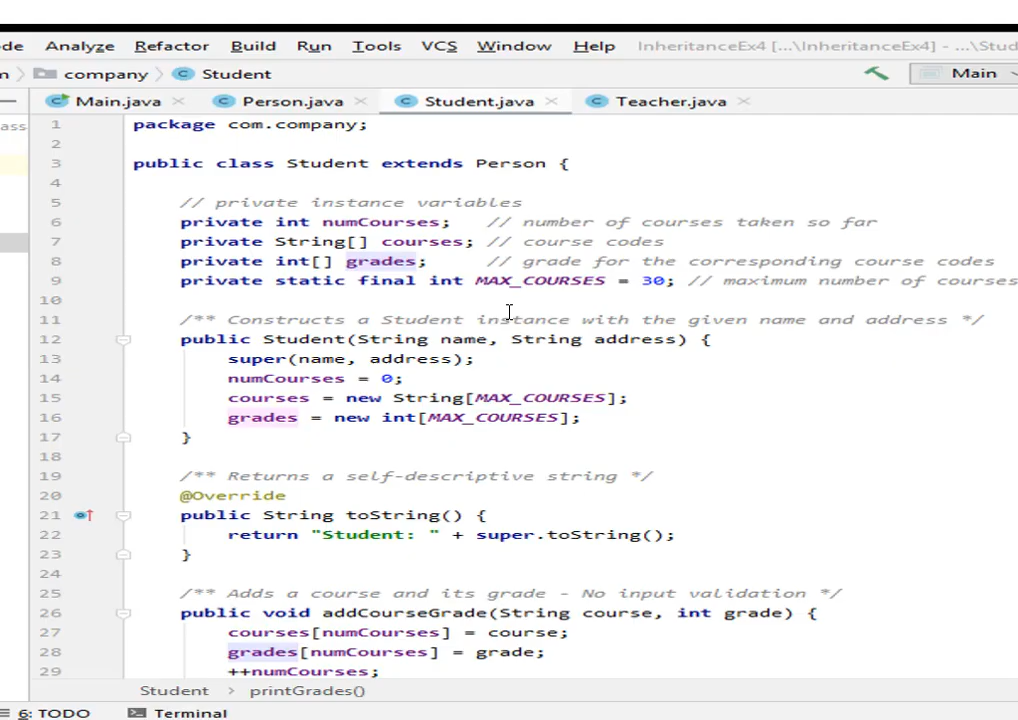 de Analyze Refactor Build Run Tools VCS Window Help InheritanceEx4 [...\InheritanceEx4] - ...\Stud
m company Student Main
Main.java Person.java Student.java Teacher.java
ass
1 package com.company;
2
3 public class Student extends Person {
4
5 // private instance variables
6 private int numCourses; // number of courses taken so far
7 private String[] courses; // course codes
8 private int[] grades; // grade for the corresponding course codes
9 private static final int MAX_COURSES = 30; // maximum number of courses
10
11 /** Constructs a Student instance with the given name and address */
12 public Student(String name, String address) {
13 super(name, address);
14 numCourses = 0;
15 courses = new String[MAX_COURSES];
16 grades = new int[MAX_COURSES];
17 }
18
19 /** Returns a self-descriptive string */
20 @Override
21 public String toString() {
22 return "Student: " + super.toString();
23 }
24
25 /** Adds a course and its grade - No input validation */
26 public void addCourseGrade(String course, int grade) {
27 courses[numCourses] = course;
28 grades[numCourses] = grade;
29 ++numCourses;
Student > printGrades()
6: TODO Terminal